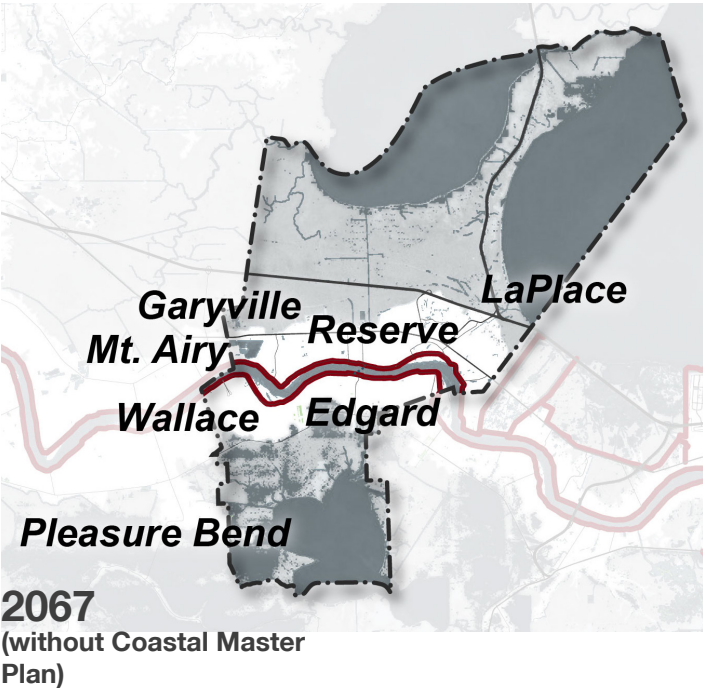 LaPlace
Garyville
Reserve
Mt. Airy
Wallace
Edgard
Pleasure Bend
2067
(without Coastal Master
Plan)